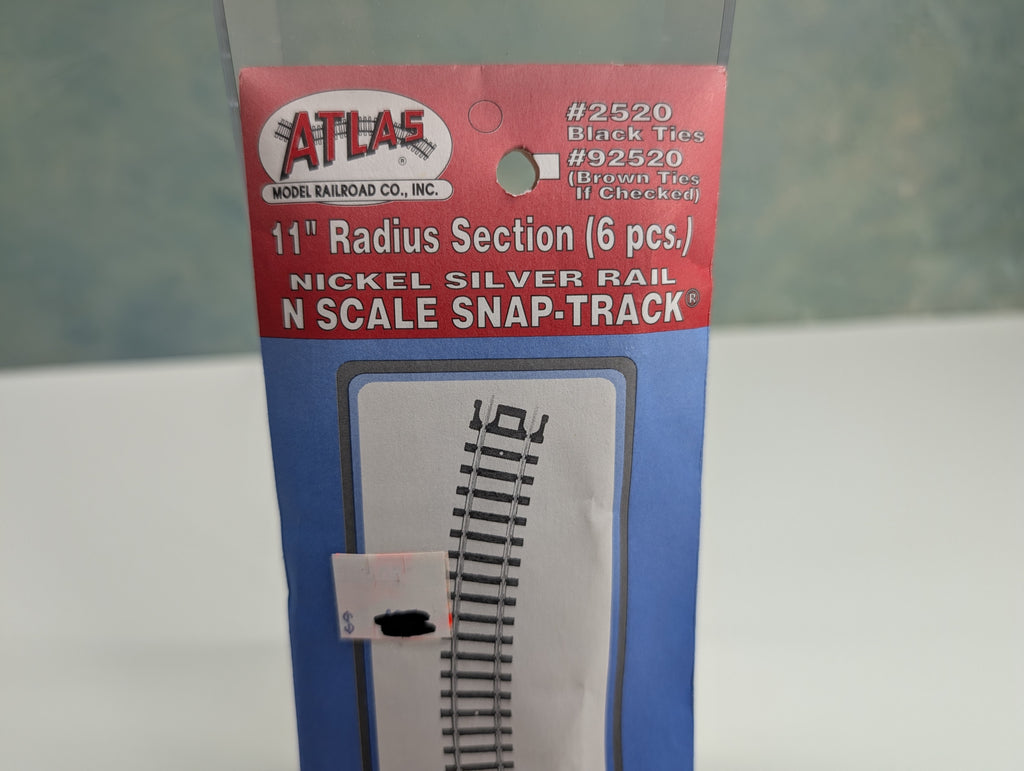 ATLAS
®
MODEL RAILROAD CO., INC.
#2520
Black Ties
#92520
(Brown Ties
If Checked)
11" Radius Section (6 pcs.)
NICKEL SILVER RAIL
N SCALE SNAP-TRACK®
$